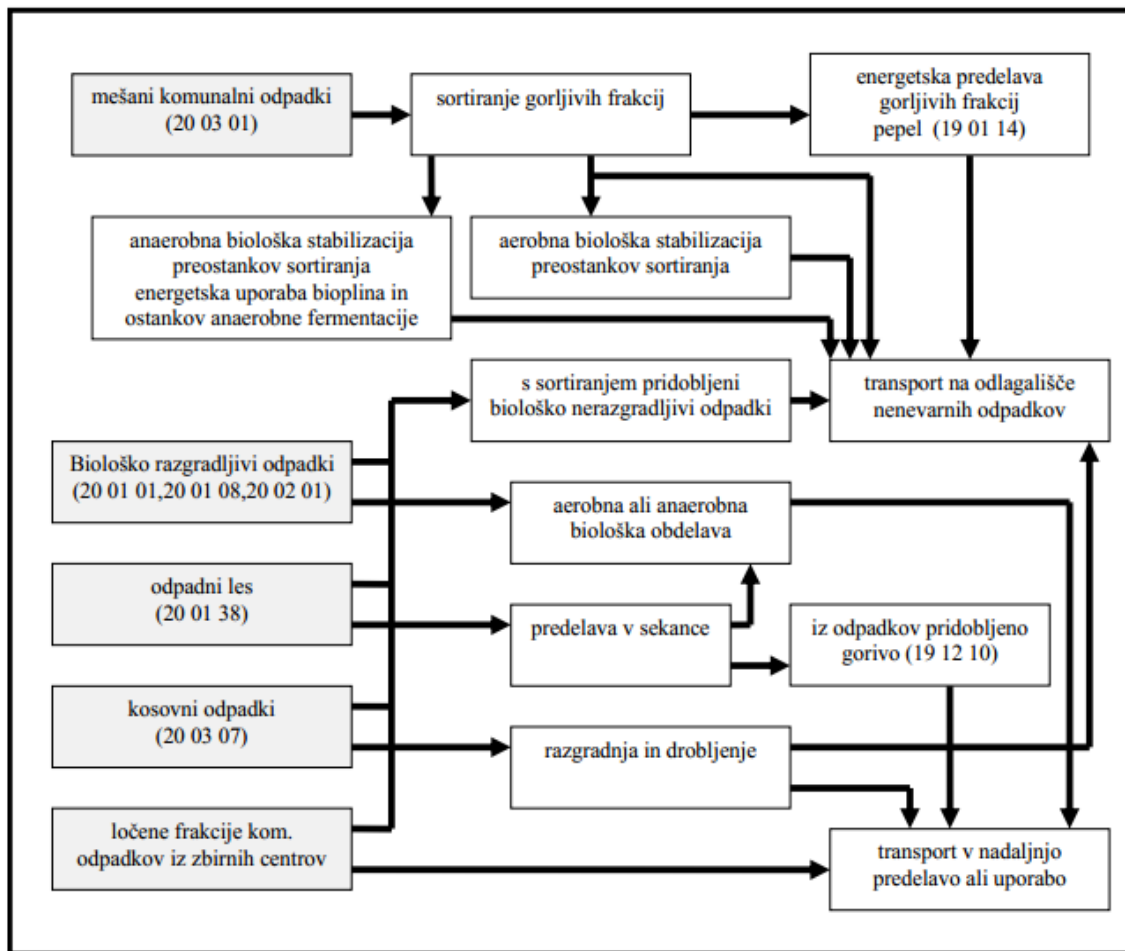 mešani komunalni odpadki
(20 03 01)
sortiranje gorljivih frakcij
energetska predelava
gorljivih frakcij
pepel (19 01 14)
anaerobna biološka stabilizacija
preostankov sortiranja
energetska uporaba bioplina in
ostankov anaerobne fermentacije
aerobna biološka stabilizacija
preostankov sortiranja
s sortiranjem pridobljeni
biološko nerazgradljivi odpadki
transport na odlagališče
nenevarnih odpadkov
Biološko razgradljivi odpadki
(20 01 01,20 01 08,20 02 01)
aerobna ali anaerobna
biološka obdelava
odpadni les
(20 01 38)
predelava v sekance
iz odpadkov pridobljeno
gorivo (19 12 10)
kosovni odpadki
(20 03 07)
razgradnja in drobljenje
ločene frakcije kom.
odpadkov iz zbirnih centrov
transport v nadaljnjo
predelavo ali uporabo